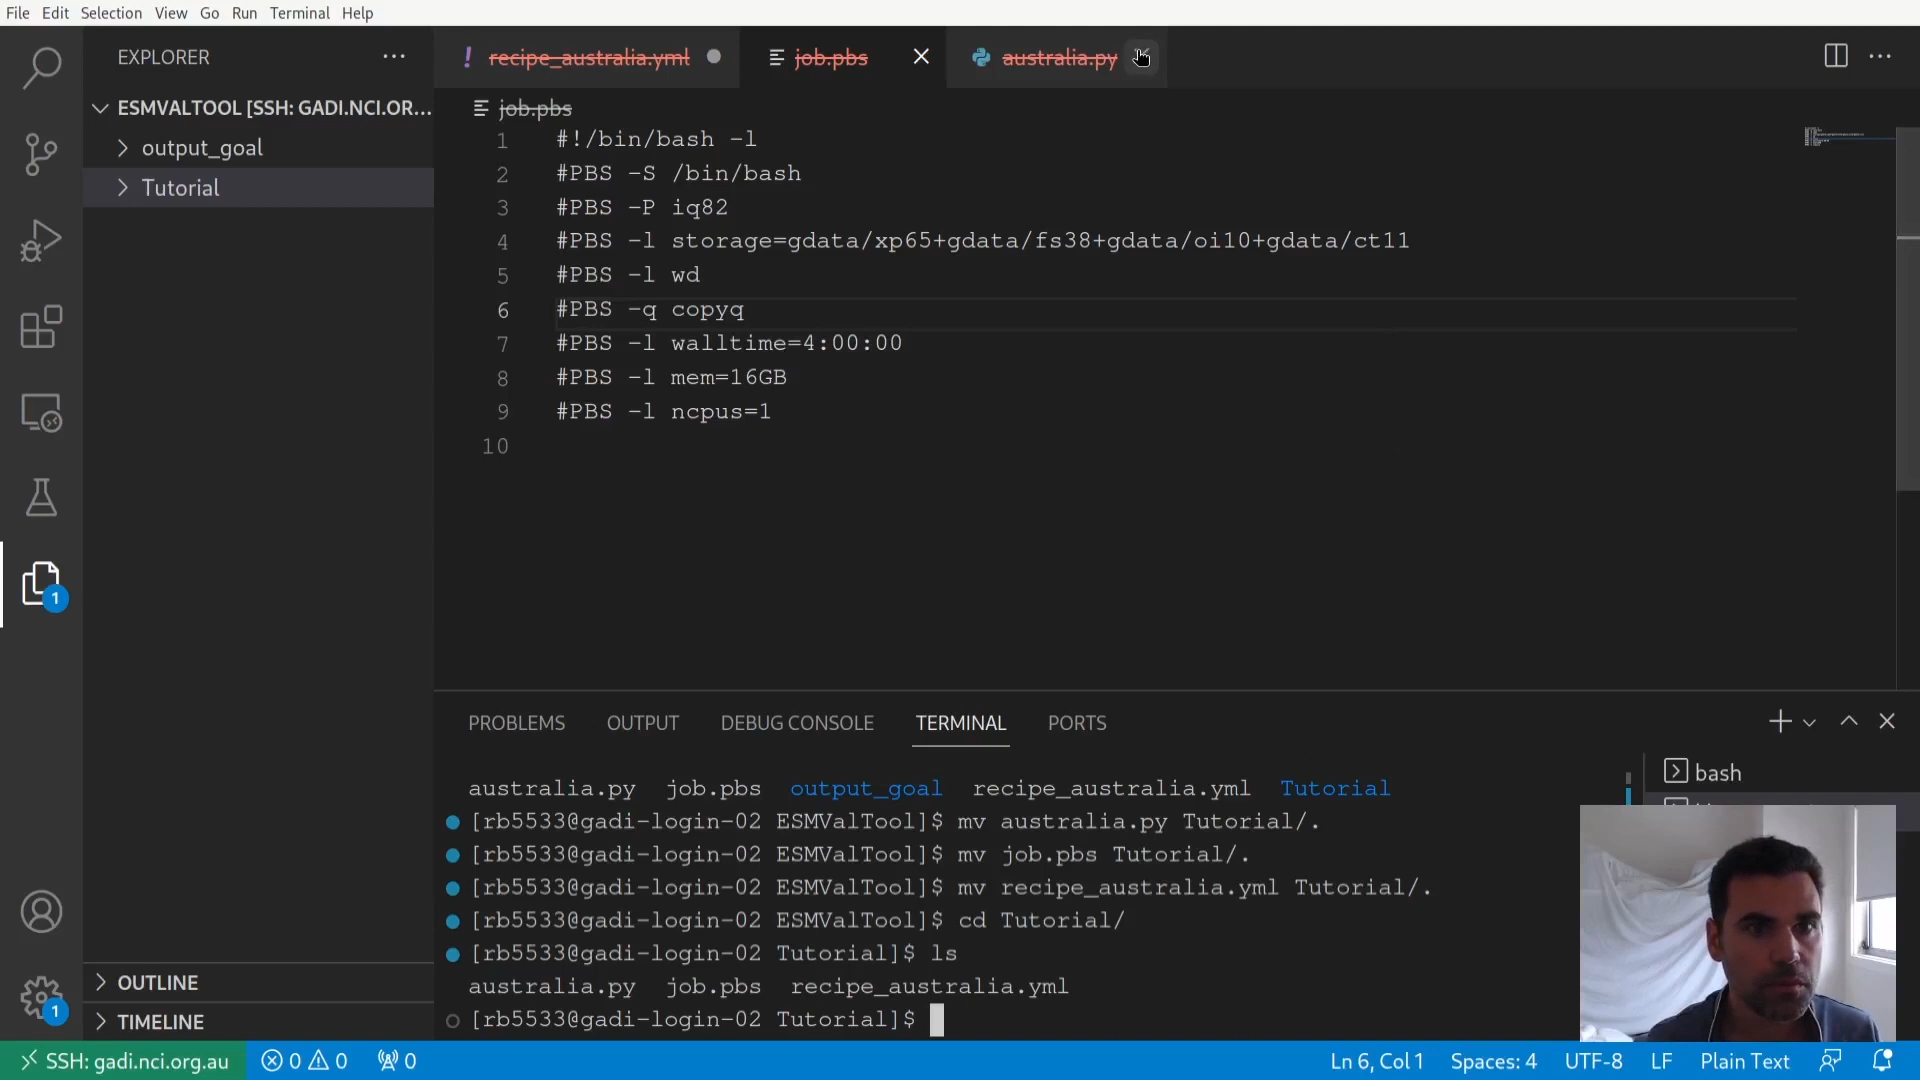 File Edit Selection View Go Run Terminal Help
EXPLORER
recipe_australia.yml
job.pbs
australia.py
ESMVALTOOL [SSH: GADI.NCI.OR...
output_goal
Tutorial
job.pbs
1 #!/bin/bash -l
2 #PBS -S /bin/bash
3 #PBS -P iq82
4 #PBS -l storage=gdata/xp65+gdata/fs38+gdata/oi10+gdata/ct11
5 #PBS -l wd
6 #PBS -q copyq
7 #PBS -l walltime=4:00:00
8 #PBS -l mem=16GB
9 #PBS -l ncpus=1
10
1
PROBLEMS OUTPUT DEBUG CONSOLE TERMINAL PORTS
bash
australia.py job.pbs output_goal recipe_australia.yml Tutorial
[rb5533@gadi-login-02 ESMValTool]$ mv australia.py Tutorial/.
[rb5533@gadi-login-02 ESMValTool]$ mv job.pbs Tutorial/.
[rb5533@gadi-login-02 ESMValTool]$ mv recipe_australia.yml Tutorial/.
[rb5533@gadi-login-02 ESMValTool]$ cd Tutorial/
[rb5533@gadi-login-02 Tutorial]$ ls
australia.py job.pbs recipe_australia.yml
[rb5533@gadi-login-02 Tutorial]$
OUTLINE
TIMELINE
1
SSH: gadi.nci.org.au 0 0 0 Ln 6, Col 1 Spaces: 4 UTF-8 LF Plain Text